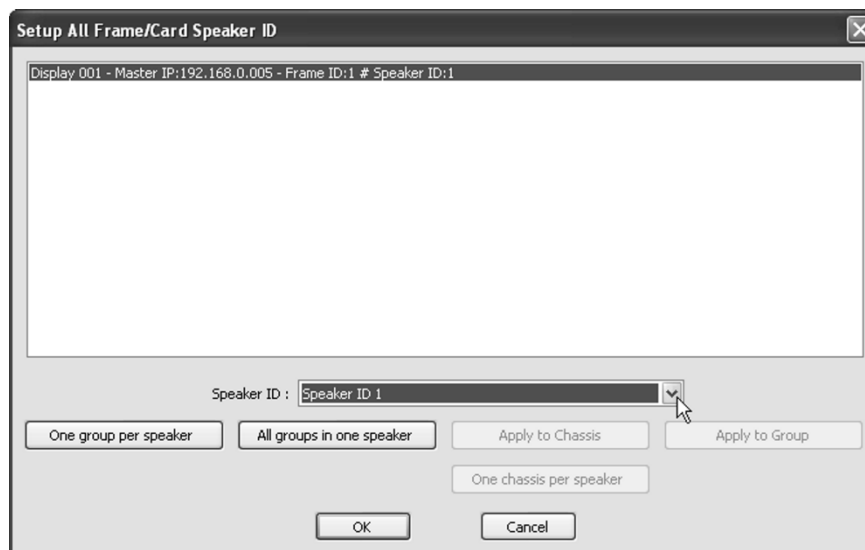 Setup All Frame/Card Speaker ID
Display 001 - Master IP:192.168.0.005 - Frame ID:1 # Speaker ID:1
Speaker ID : Speaker ID 1
One group per speaker All groups in one speaker Apply to Chassis Apply to Group
One chassis per speaker
OK Cancel